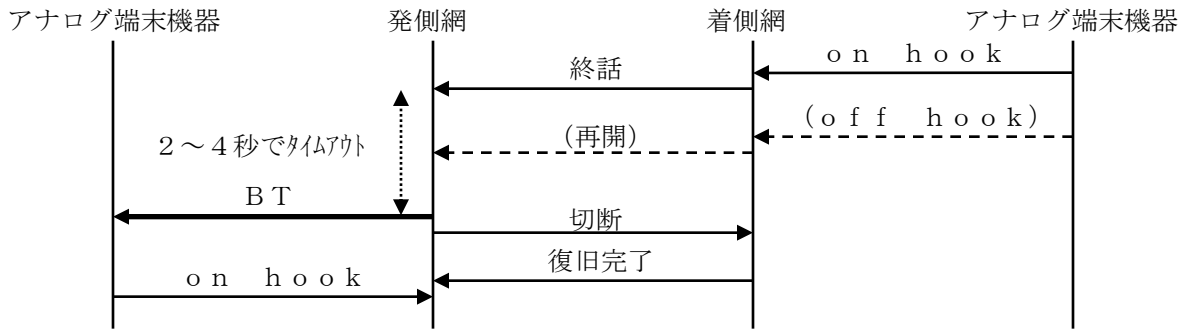 アナログ端末機器 発側網 着側網 アナログ端末機器
on hook
終話
(off hook)
(再開)
2～4秒でﾀｲﾑｱｳﾄ
BT
切断
復旧完了
on hook